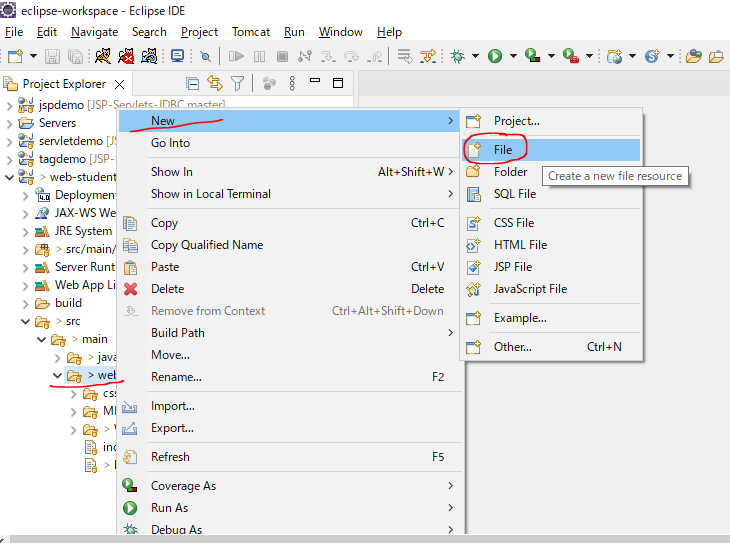 eclipse-workspace - Eclipse IDE
File Edit Navigate Search Project Tomcat Run Window Help
Project Explorer
jspdemo [JSP-Servlets-JDBC master]
Servers
servletdemo [JSP
tagdemo [JSP-S
> web-student
Deployment
JAX-WS We
JRE System
> src/main/
Server Runt
Web App Li
build
> src
> main
> java
> web
> css
>
>
New
Go Into
Show In Alt+Shift+W >
Show in Local Terminal
Copy Ctrl+C
Copy Qualified Name
Paste Ctrl+V
Delete Delete
Remove from Context Ctrl+Alt+Shift+Down
Build Path
Move...
Rename... F2
Import...
Export...
Refresh F5
Coverage As
Run As
Debug As
Project...
File
Folder
SQL File
CSS File
HTML File
JSP File
JavaScript File
Example...
Other... Ctrl+N
Create a new file resource